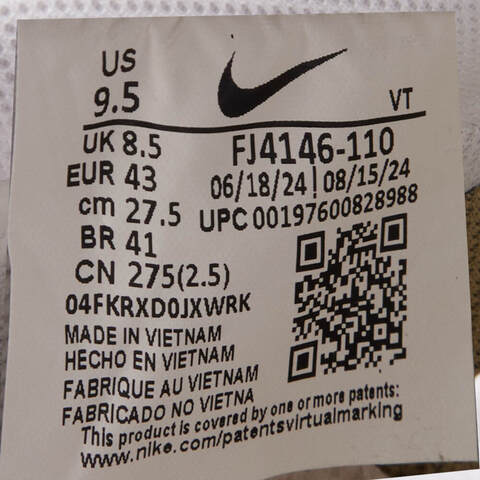 US
9.5
VT
UK 8.5
FJ4146-110
EUR 43
06/18/24 | 08/15/24
cm 27.5
UPC 00197600828988
BR 41
CN 275(2.5)
04FKRXD0JXWRK
MADE IN VIETNAM
HECHO EN VIETNAM
FABRIQUE AU VIETNAM
FABRICADO NO VIETNA
This product is covered by one or more patents:
www.nike.com/patentsvirtualmarking